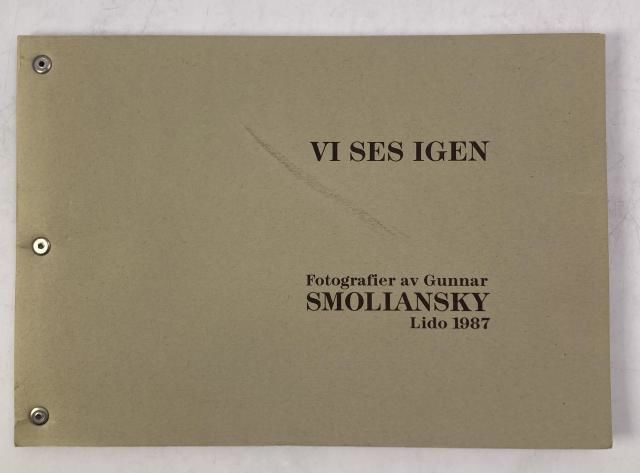 VI SES IGEN
Fotografier av Gunnar
SMOLIANSKY
Lido 1987